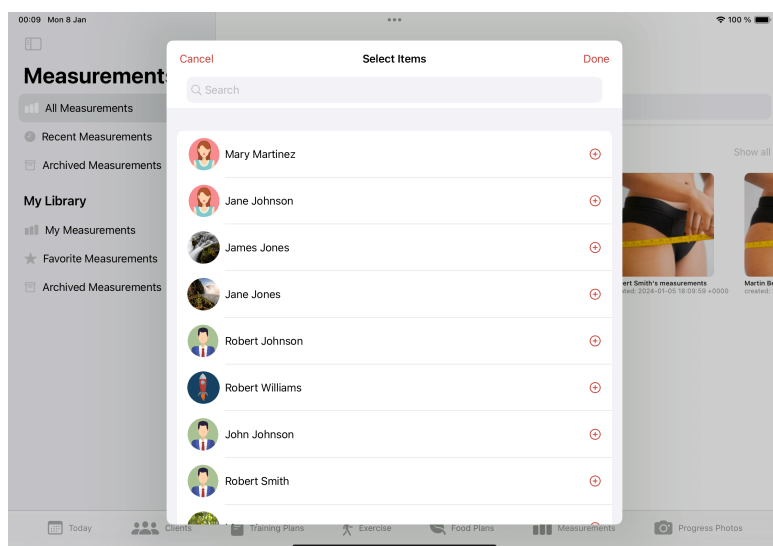 00:09 Mon 8 Jan
100 %
Measurement
All Measurements
Recent Measurements
Archived Measurements
My Library
My Measurements
Favorite Measurements
Archived Measurements
Cancel
Select Items
Done
Search
Mary Martinez
Jane Johnson
James Jones
Jane Jones
Robert Johnson
Robert Williams
John Johnson
Robert Smith
Show all
ert Smith's measurements
2024-01-05 18:09:59 +0000
Martin
created:
Today
Clients
Training Plans
Exercise
Food Plans
Measurements
Progress Photos